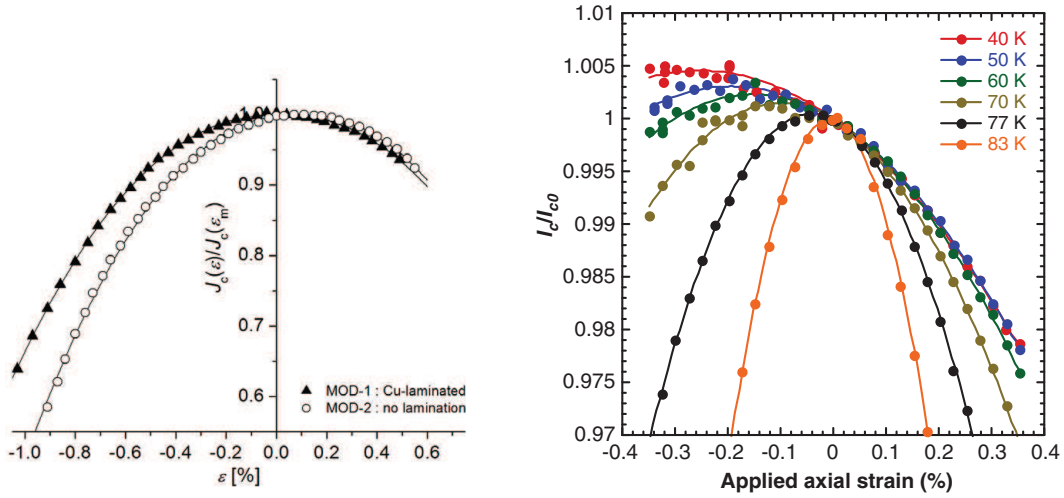 1.0
0.9
0.8
0.7
0.6
J_c(ε)/J_c(ε_m)
MOD-1 : Cu-laminated
MOD-2 : no lamination
-1.0 -0.8 -0.6 -0.4 -0.2 0.0 0.2 0.4 0.6
ε [%]
1.01
1.005
1
0.995
0.99
0.985
0.98
0.975
0.97
I_c/I_c0
40 K
50 K
60 K
70 K
77 K
83 K
-0.4 -0.3 -0.2 -0.1 0 0.1 0.2 0.3 0.4
Applied axial strain (%)